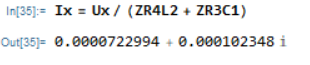 In[35]:= Ix = Ux / (ZR4L2 + ZR3C1)
Out[35]= 0.0000722994 + 0.000102348 i